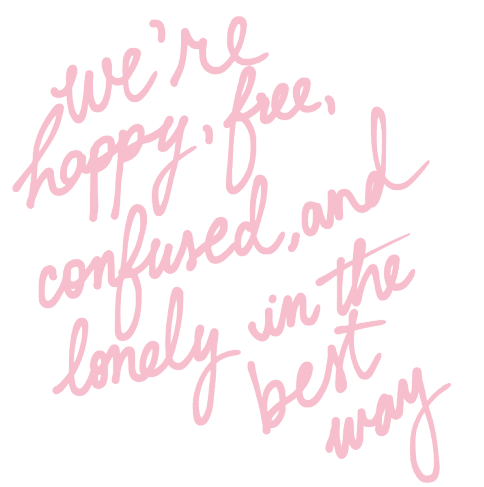 we're
happy, free,
confused, and
lonely in the
best
way